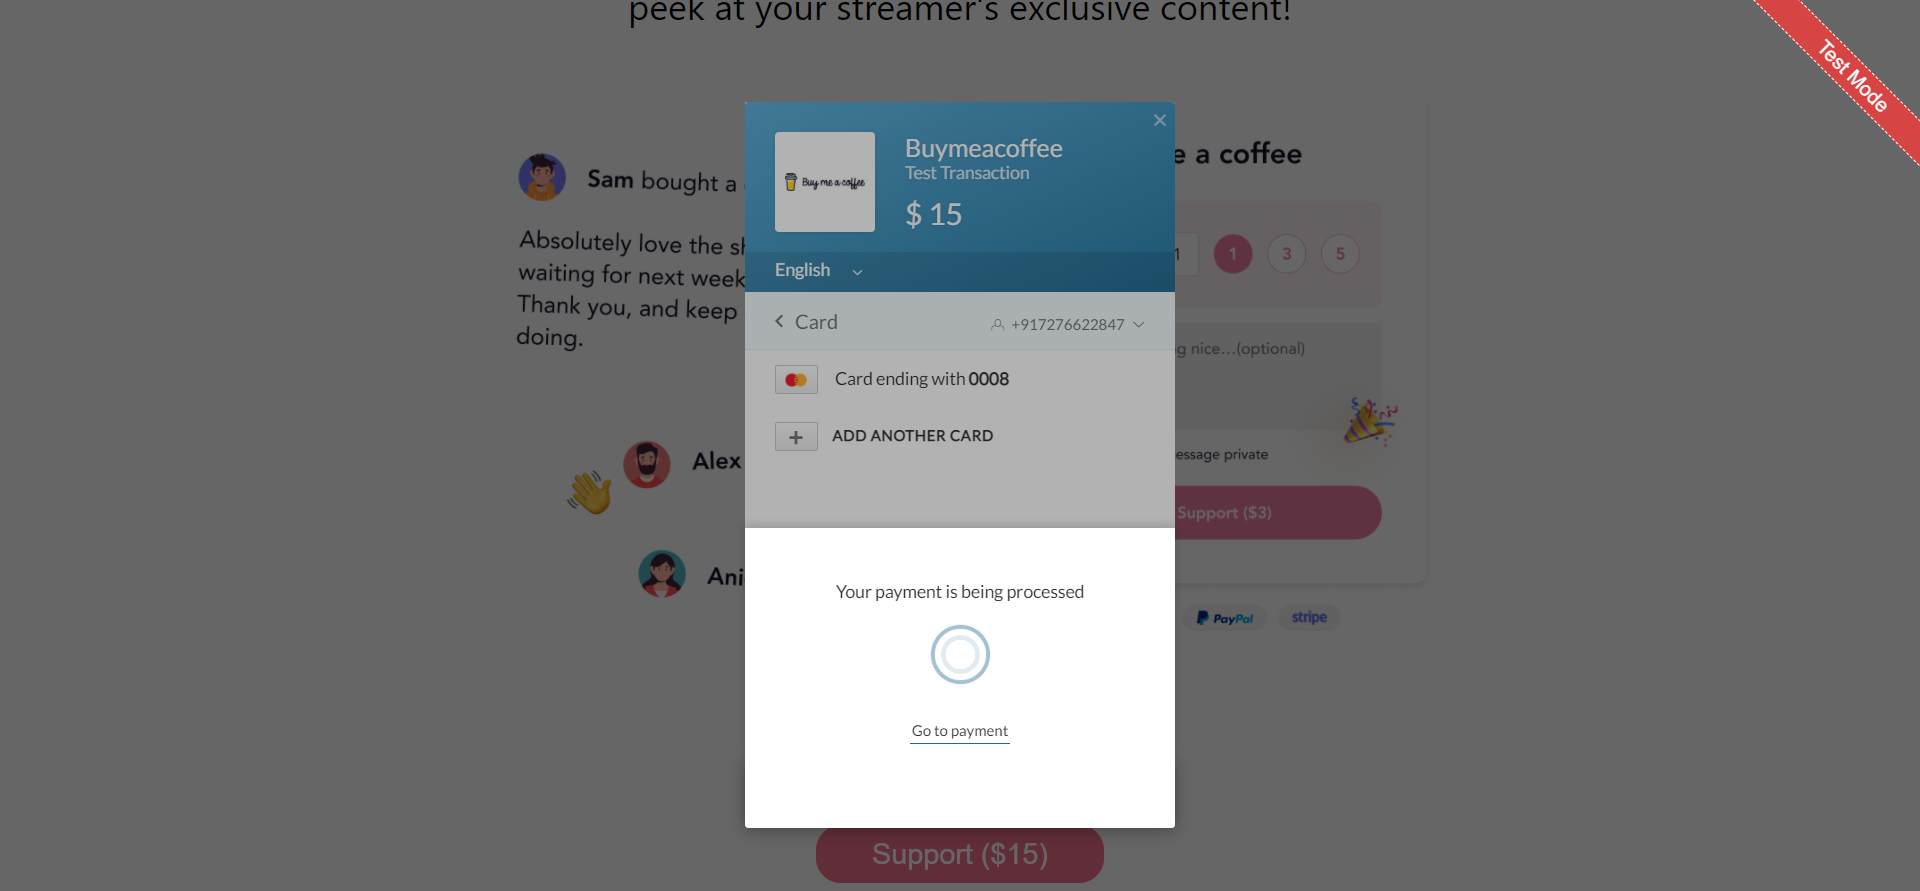 peek at your streamer's exclusive content!
Test Mode
Sam bought a
Absolutely love the sh
waiting for next week
Thank you, and keep
doing.
Alex
Ani
Buymeacoffee
Test Transaction
$ 15
Buy me a coffee
English
Card
+917276622847
Card ending with 0008
ADD ANOTHER CARD
Your payment is being processed
Go to payment
e a coffee
1
1
3
5
g nice...(optional)
essage private
Support ($3)
PayPal
stripe
Support ($15)